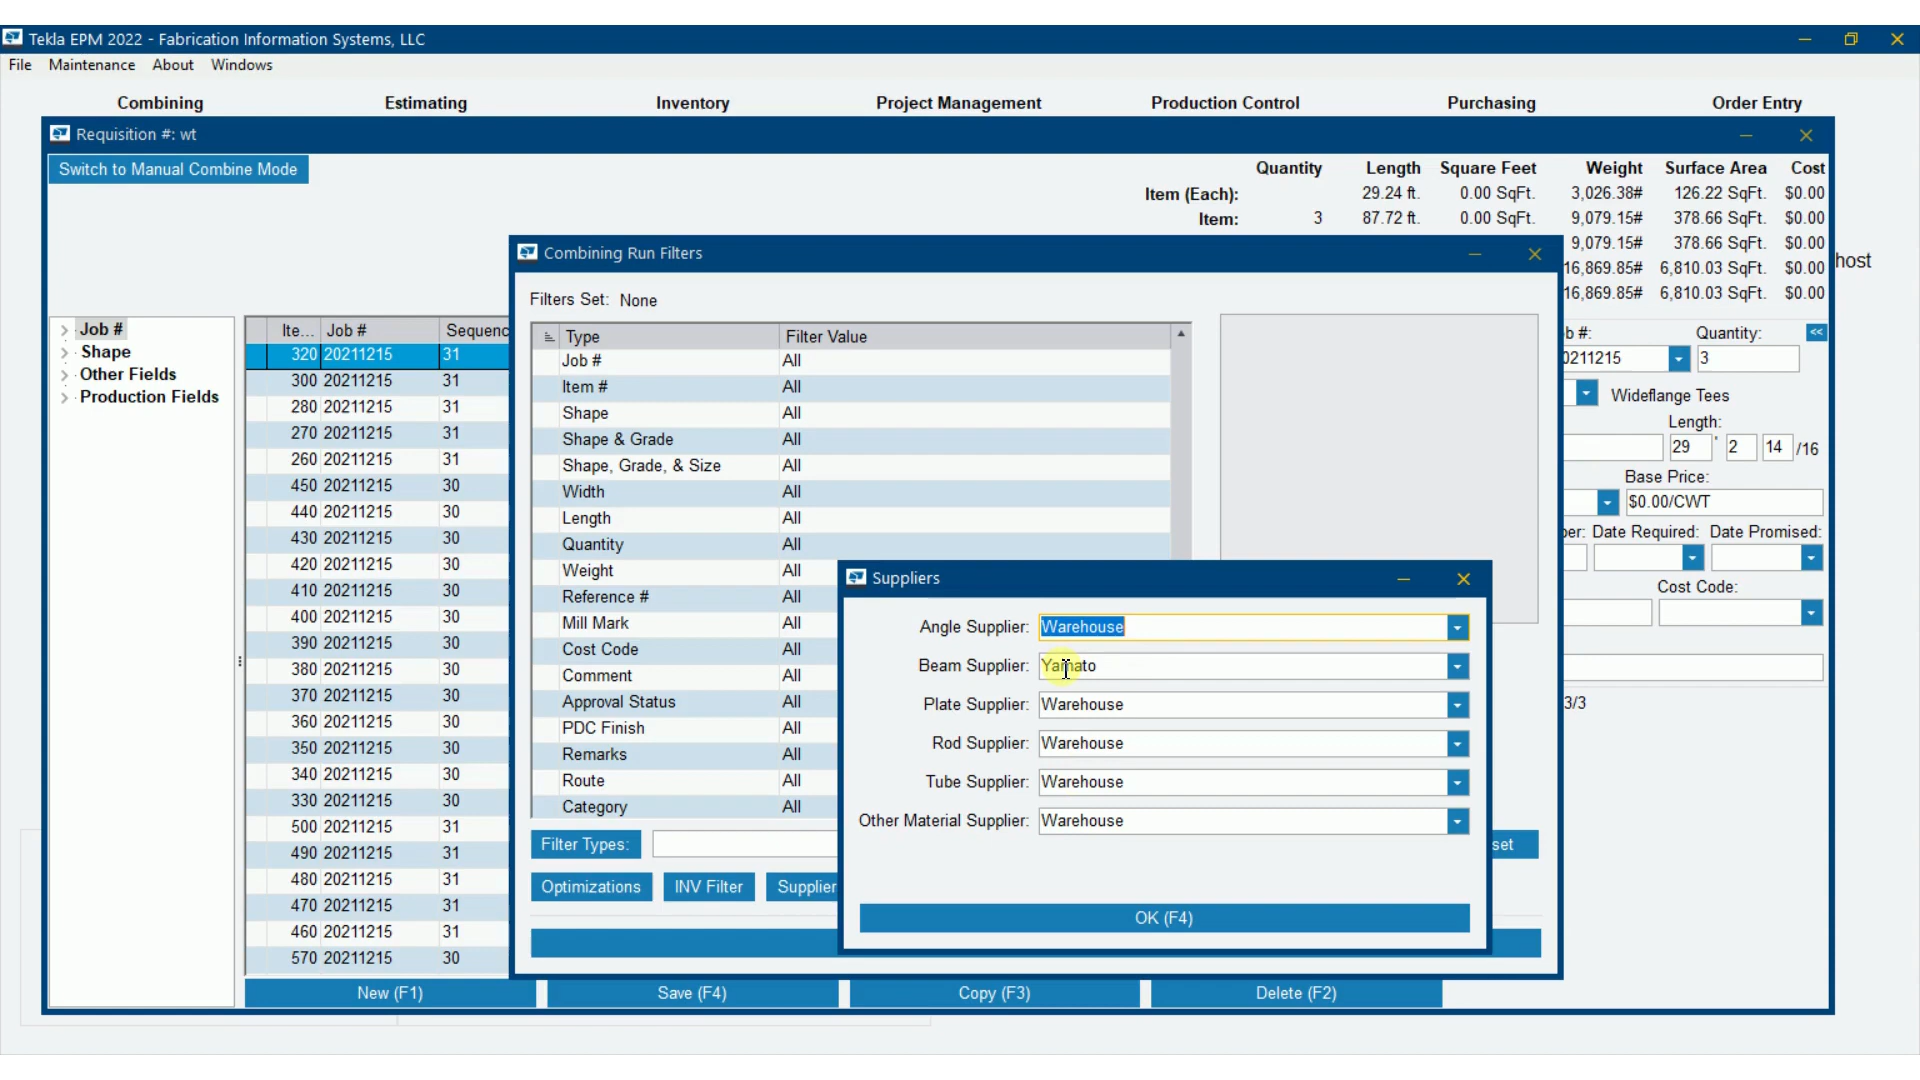 Tekla EPM 2022 - Fabrication Information Systems, LLC
File Maintenance About Windows
Combining Estimating Inventory Project Management Production Control Purchasing Order Entry
Requisition #: wt
Switch to Manual Combine Mode
Quantity Length Square Feet Weight Surface Area Cost
Item (Each): 29.24 ft. 0.00 SqFt. 3,026.38# 126.22 SqFt. $0.00
Item: 3 87.72 ft. 0.00 SqFt. 9,079.15# 378.66 SqFt. $0.00
9,079.15# 378.66 SqFt. $0.00
16,869.85# 6,810.03 SqFt. $0.00
16,869.85# 6,810.03 SqFt. $0.00
host
Job #
Shape
Other Fields
Production Fields
Ite... Job # Sequenc
320 20211215 31
300 20211215 31
280 20211215 31
270 20211215 31
260 20211215 31
450 20211215 30
440 20211215 30
430 20211215 30
420 20211215 30
410 20211215 30
400 20211215 30
390 20211215 30
380 20211215 30
370 20211215 30
360 20211215 30
350 20211215 30
340 20211215 30
330 20211215 30
500 20211215 31
490 20211215 31
480 20211215 31
470 20211215 31
460 20211215 31
570 20211215 30
Combining Run Filters
Filters Set: None
Type Filter Value
Job # All
Item # All
Shape All
Shape & Grade All
Shape, Grade, & Size All
Width All
Length All
Quantity All
Weight All
Reference # All
Mill Mark All
Cost Code All
Comment All
Approval Status All
PDC Finish All
Remarks All
Route All
Category All
Filter Types:
set
Optimizations INV Filter Supplier
Suppliers
Angle Supplier: Warehouse
Beam Supplier: Yamato
Plate Supplier: Warehouse
Rod Supplier: Warehouse
Tube Supplier: Warehouse
Other Material Supplier: Warehouse
OK (F4)
b #: Quantity: <<
0211215 3
Wideflange Tees
Length:
29 ' 2 14 /16
Base Price:
$0.00/CWT
ber: Date Required: Date Promised:
Cost Code:
3/3
New (F1) Save (F4) Copy (F3) Delete (F2)